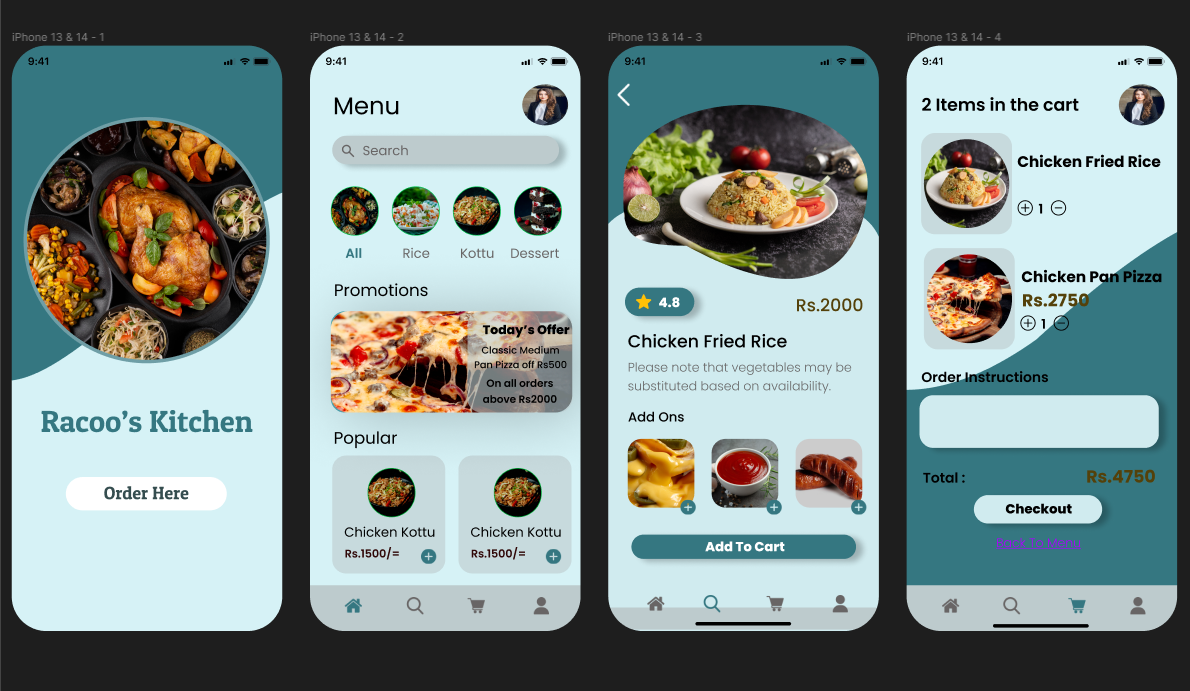 iPhone 13 & 14 - 1
9:41
Racoo's Kitchen
Order Here
iPhone 13 & 14 - 2
9:41
Menu
Search
All
Rice
Kottu
Dessert
Promotions
Today's Offer
Classic Medium
Pan Pizza off Rs500
On all orders
above Rs2000
Popular
Chicken Kottu
Rs.1500/=
Chicken Kottu
Rs.1500/=
iPhone 13 & 14 - 3
9:41
4.8
Rs.2000
Chicken Fried Rice
Please note that vegetables may be
substituted based on availability.
Add Ons
Add To Cart
iPhone 13 & 14 - 4
9:41
2 Items in the cart
Chicken Fried Rice
1
Chicken Pan Pizza
Rs.2750
1
Order Instructions
Total :
Rs.4750
Checkout
Back To Menu